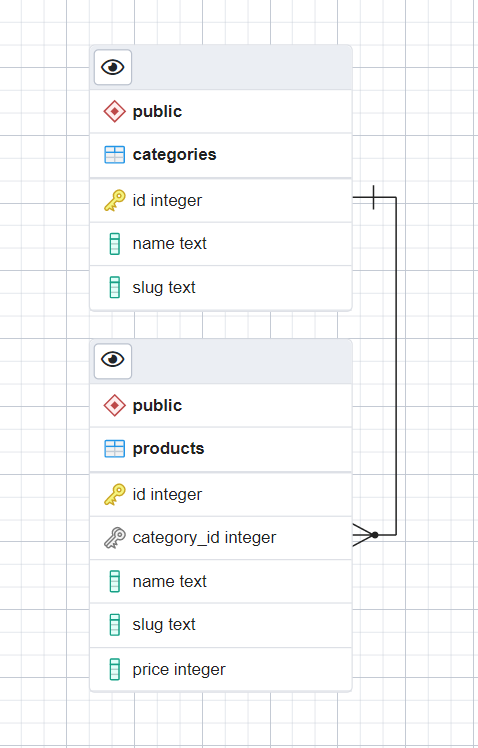 public
categories
id integer
name text
slug text
public
products
id integer
category_id integer
name text
slug text
price integer